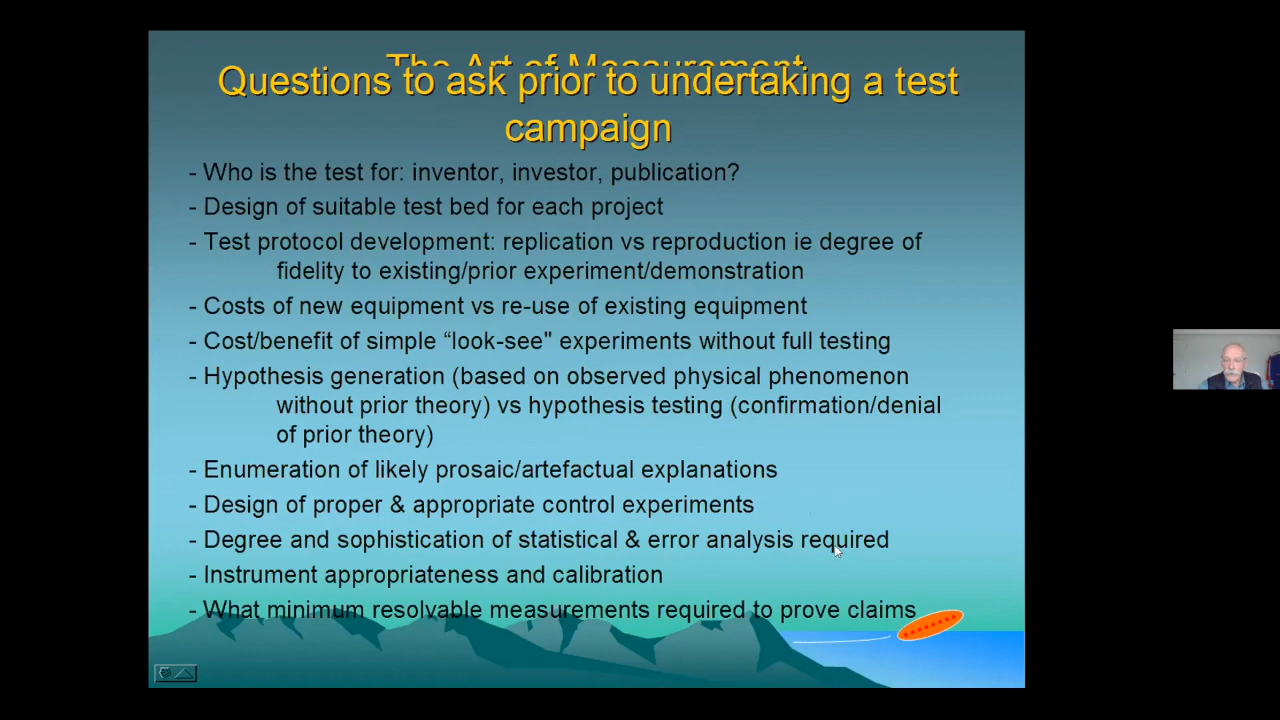 The Art of Measurement
Questions to ask prior to undertaking a test
campaign
- Who is the test for: inventor, investor, publication?
- Design of suitable test bed for each project
- Test protocol development: replication vs reproduction ie degree of
fidelity to existing/prior experiment/demonstration
- Costs of new equipment vs re-use of existing equipment
- Cost/benefit of simple “look-see" experiments without full testing
- Hypothesis generation (based on observed physical phenomenon
without prior theory) vs hypothesis testing (confirmation/denial
of prior theory)
- Enumeration of likely prosaic/artefactual explanations
- Design of proper & appropriate control experiments
- Degree and sophistication of statistical & error analysis required
- Instrument appropriateness and calibration
- What minimum resolvable measurements required to prove claims